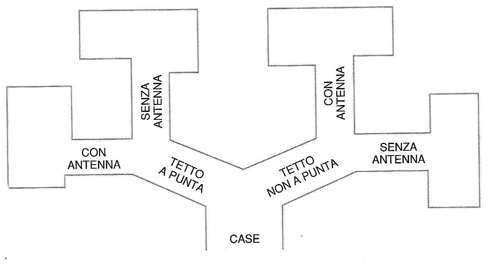 SENZA
ANTENNA
CON
ANTENNA
CON
ANTENNA
TETTO
A PUNTA
TETTO
NON A PUNTA
SENZA
ANTENNA
CASE